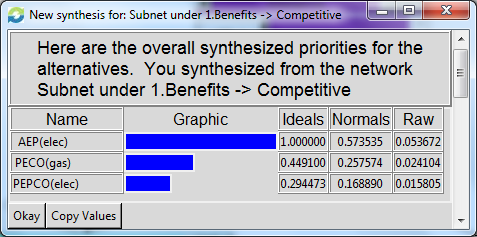 New synthesis for: Subnet under 1.Benefits -> Competitive
Here are the overall synthesized priorities for the
alternatives.  You synthesized from the network
Subnet under 1.Benefits -> Competitive
Name Graphic Ideals Normals Raw
AEP(elec) 1.000000 0.573535 0.053672
PECO(gas) 0.449100 0.257574 0.024104
PEPCO(elec) 0.294473 0.168890 0.015805
Okay Copy Values